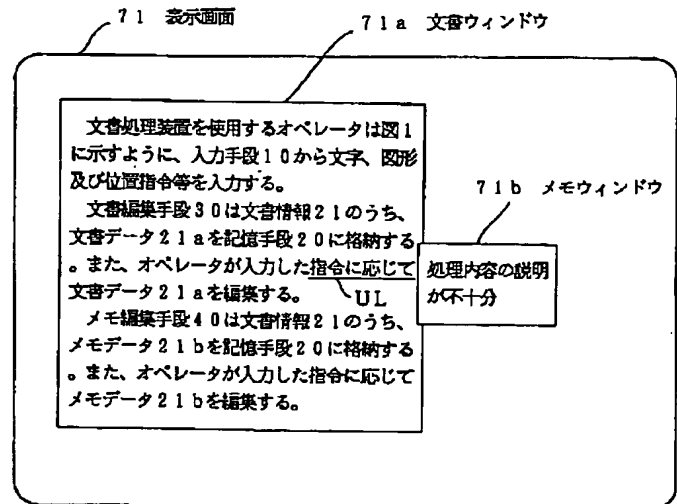 71 表示画面
71a 文書ウィンドウ
文書処理装置を使用するオペレータは図1
に示すように、入力手段10から文字、図形
及び位置指令等を入力する。
文書編集手段30は文書情報21のうち、
文書データ21aを記憶手段20に格納する
。また、オペレータが入力した指令に応じて
文書データ21aを編集する。
UL
メモ編集手段40は文書情報21のうち、
メモデータ21bを記憶手段20に格納する
。また、オペレータが入力した指令に応じて
メモデータ21bを編集する。
71b メモウィンドウ
処理内容の説明
が不十分